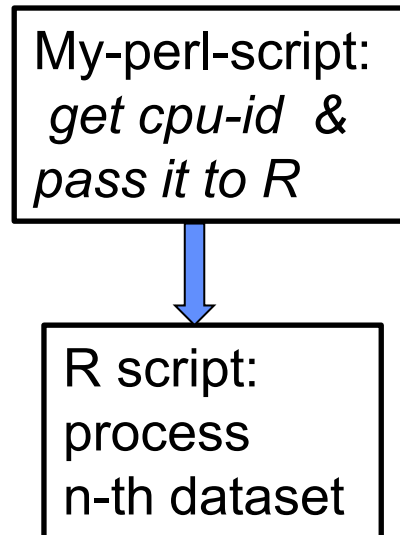 My-perl-script:
get cpu-id & 
pass it to R
R script:
process
n-th dataset